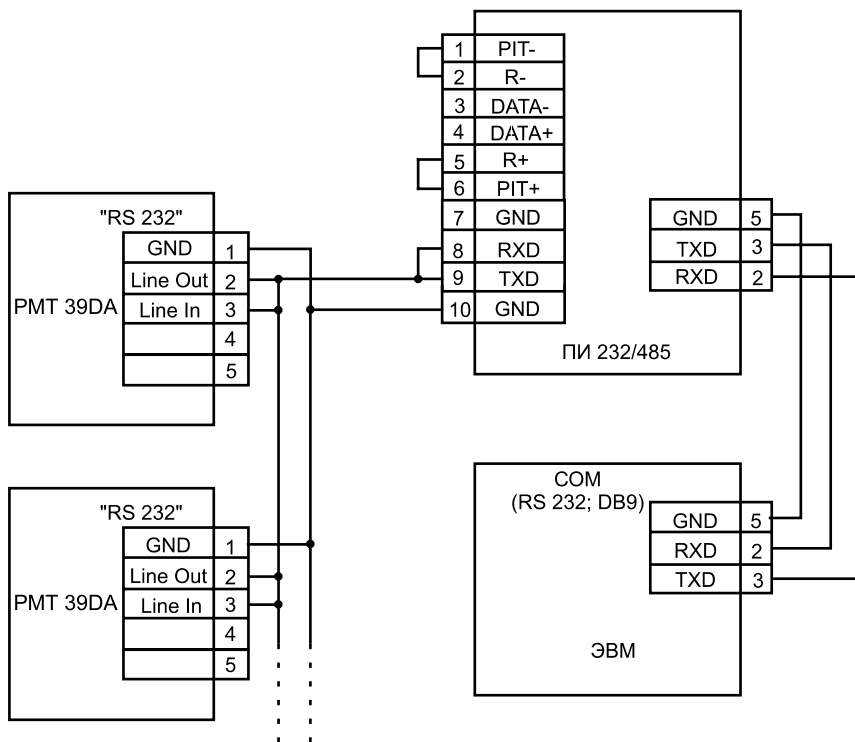 1 PIT-
2 R-
3 DATA-
4 DATA+
5 R+
6 PIT+
7 GND
8 RXD
9 TXD
10 GND
GND 5
TXD 3
RXD 2
ПИ 232/485
"RS 232"
GND 1
Line Out 2
Line In 3
4
5
РМТ 39DA
COM
(RS 232; DB9)
GND 5
RXD 2
TXD 3
ЭВМ
"RS 232"
GND 1
Line Out 2
Line In 3
4
5
РМТ 39DA